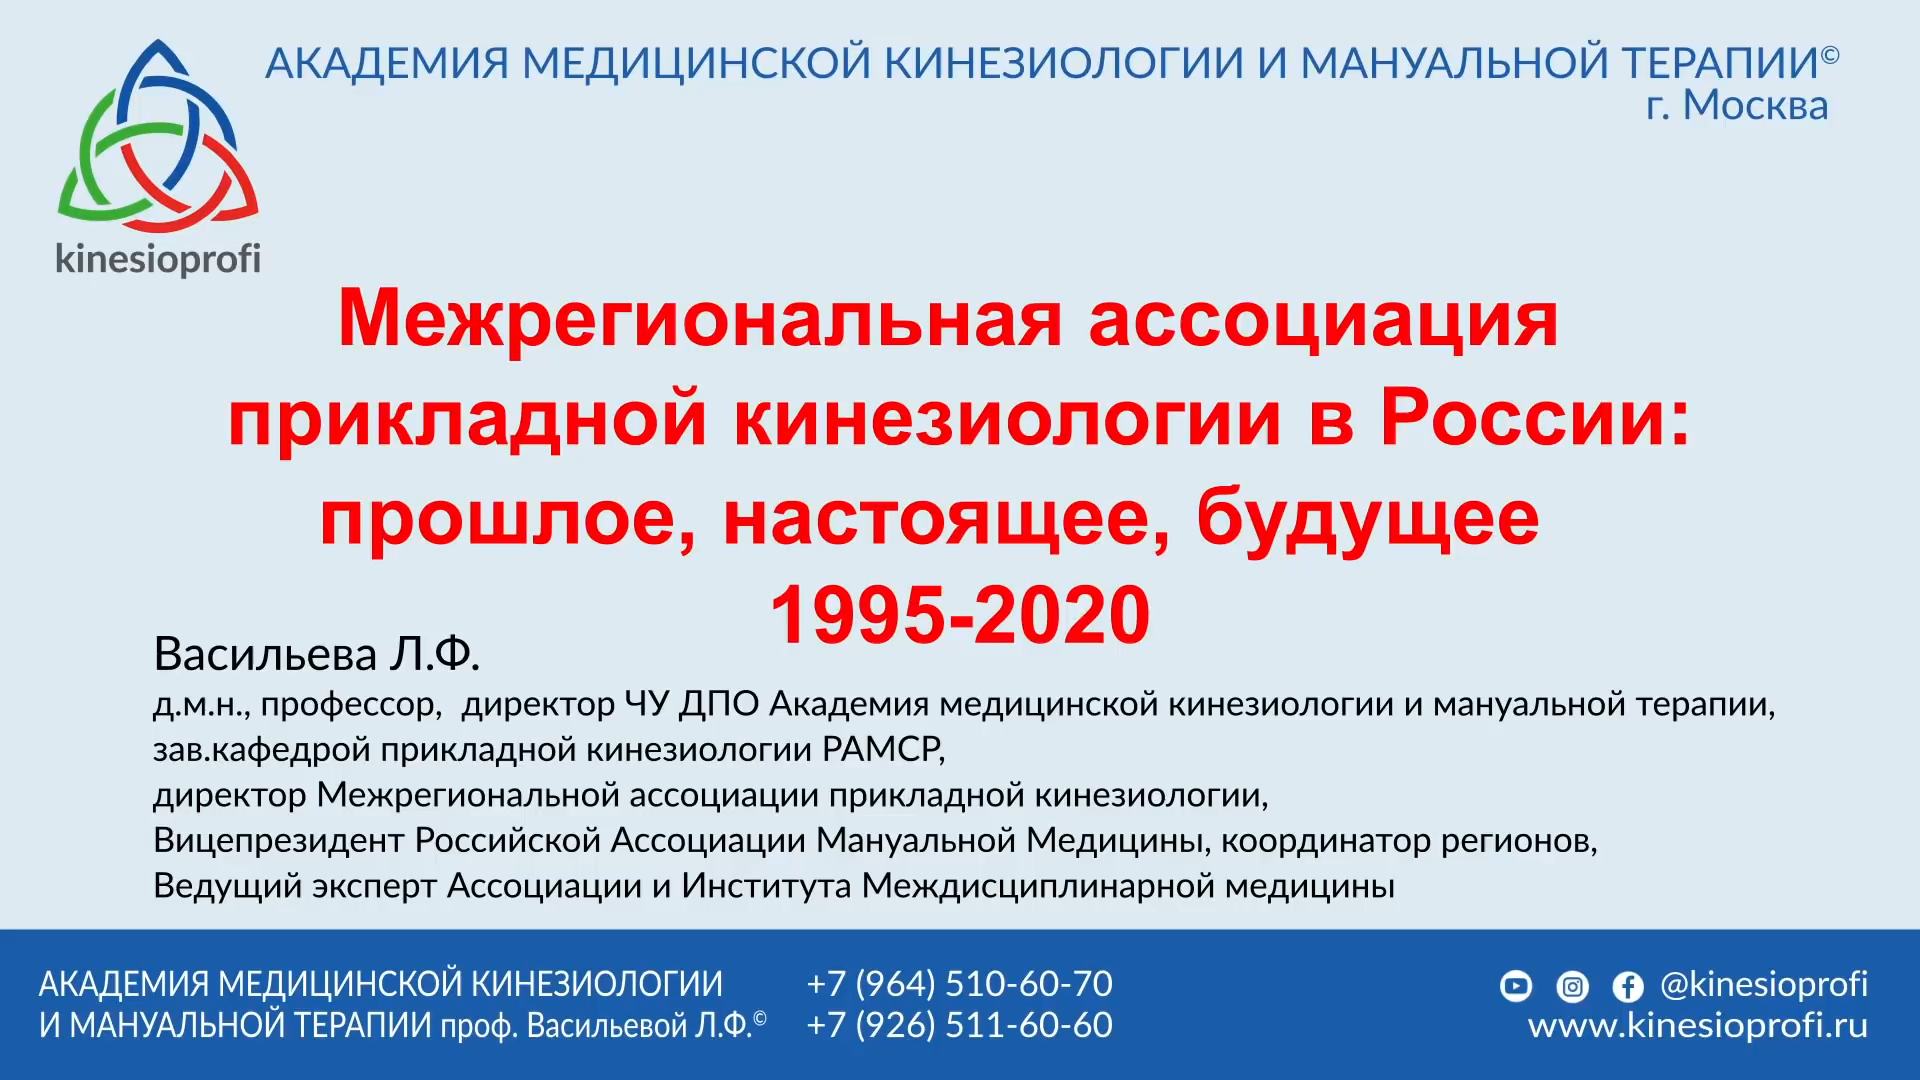 АКАДЕМИЯ МЕДИЦИНСКОЙ КИНЕЗИОЛОГИИ И МАНУАЛЬНОЙ ТЕРАПИИ©
г. Москва
kinesioprofi
Межрегиональная ассоциация
прикладной кинезиологии в России:
прошлое, настоящее, будущее
1995-2020
Васильева Л.Ф.
д.м.н., профессор, директор ЧУ ДПО Академия медицинской кинезиологии и мануальной терапии,
зав.кафедрой прикладной кинезиологии РАМСР,
директор Межрегиональной ассоциации прикладной кинезиологии,
Вицепрезидент Российской Ассоциации Мануальной Медицины, координатор регионов,
Ведущий эксперт Ассоциации и Института Междисциплинарной медицины
АКАДЕМИЯ МЕДИЦИНСКОЙ КИНЕЗИОЛОГИИ
И МАНУАЛЬНОЙ ТЕРАПИИ проф. Васильевой Л.Ф.©
+7 (964) 510-60-70
+7 (926) 511-60-60
@kinesioprofi
www.kinesioprofi.ru